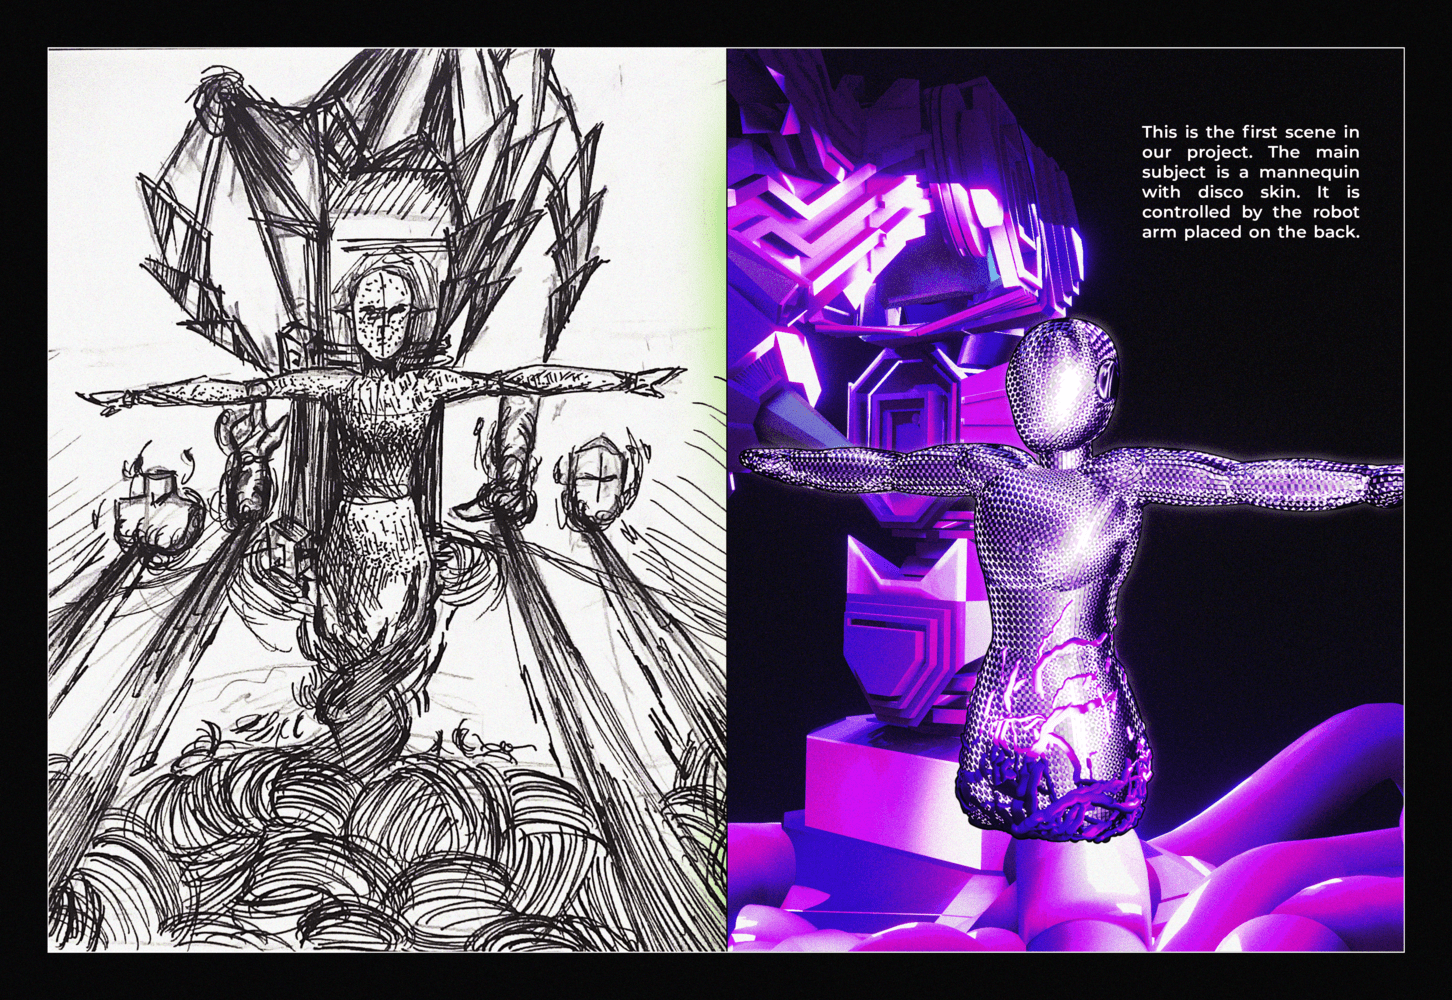 This is the first scene in
our project. The main
subject is a mannequin
with disco skin. It is
controlled by the robot
arm placed on the back.